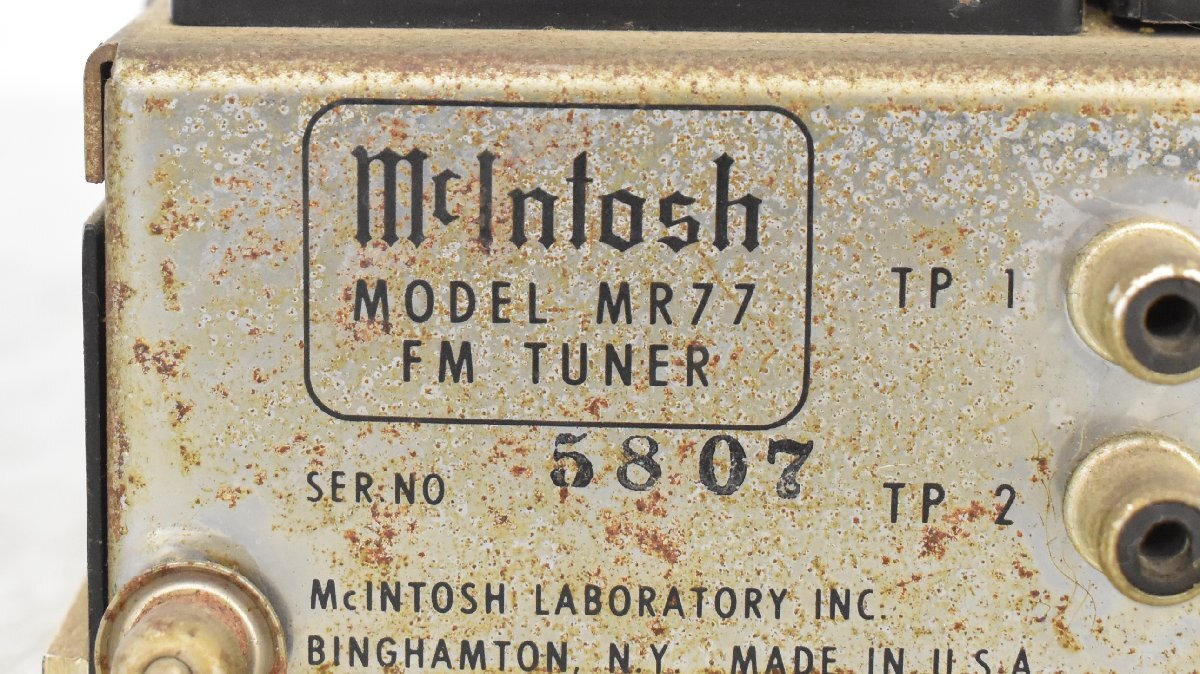 McIntosh
MODEL MR77
FM TUNER
TP 1
SER.NO 5807
TP 2
McINTOSH LABORATORY INC.
BINGHAMTON, N.Y. MADE IN U.S.A